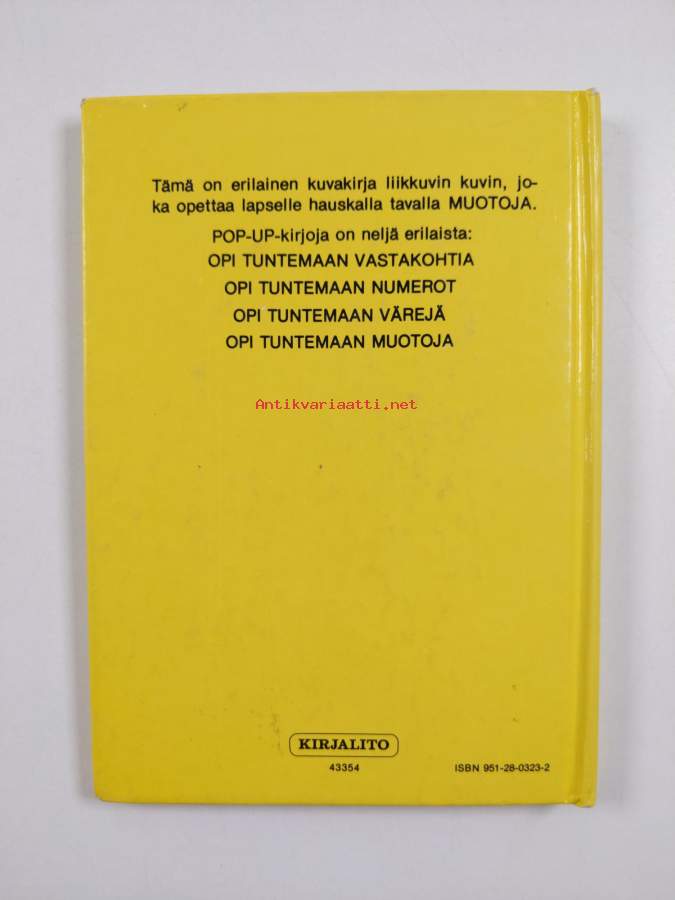 Tämä on erilainen kuvakirja liikkuvin kuvin, jo-
ka opettaa lapselle hauskalla tavalla MUOTOJA.
POP-UP-kirjoja on neljä erilaista:
OPI TUNTEMAAN VASTAKOHTIA
OPI TUNTEMAAN NUMEROT
OPI TUNTEMAAN VÄREJÄ
OPI TUNTEMAAN MUOTOJA
Antikvariaatti.net
KIRJALITO
43354
ISBN 951-28-0323-2